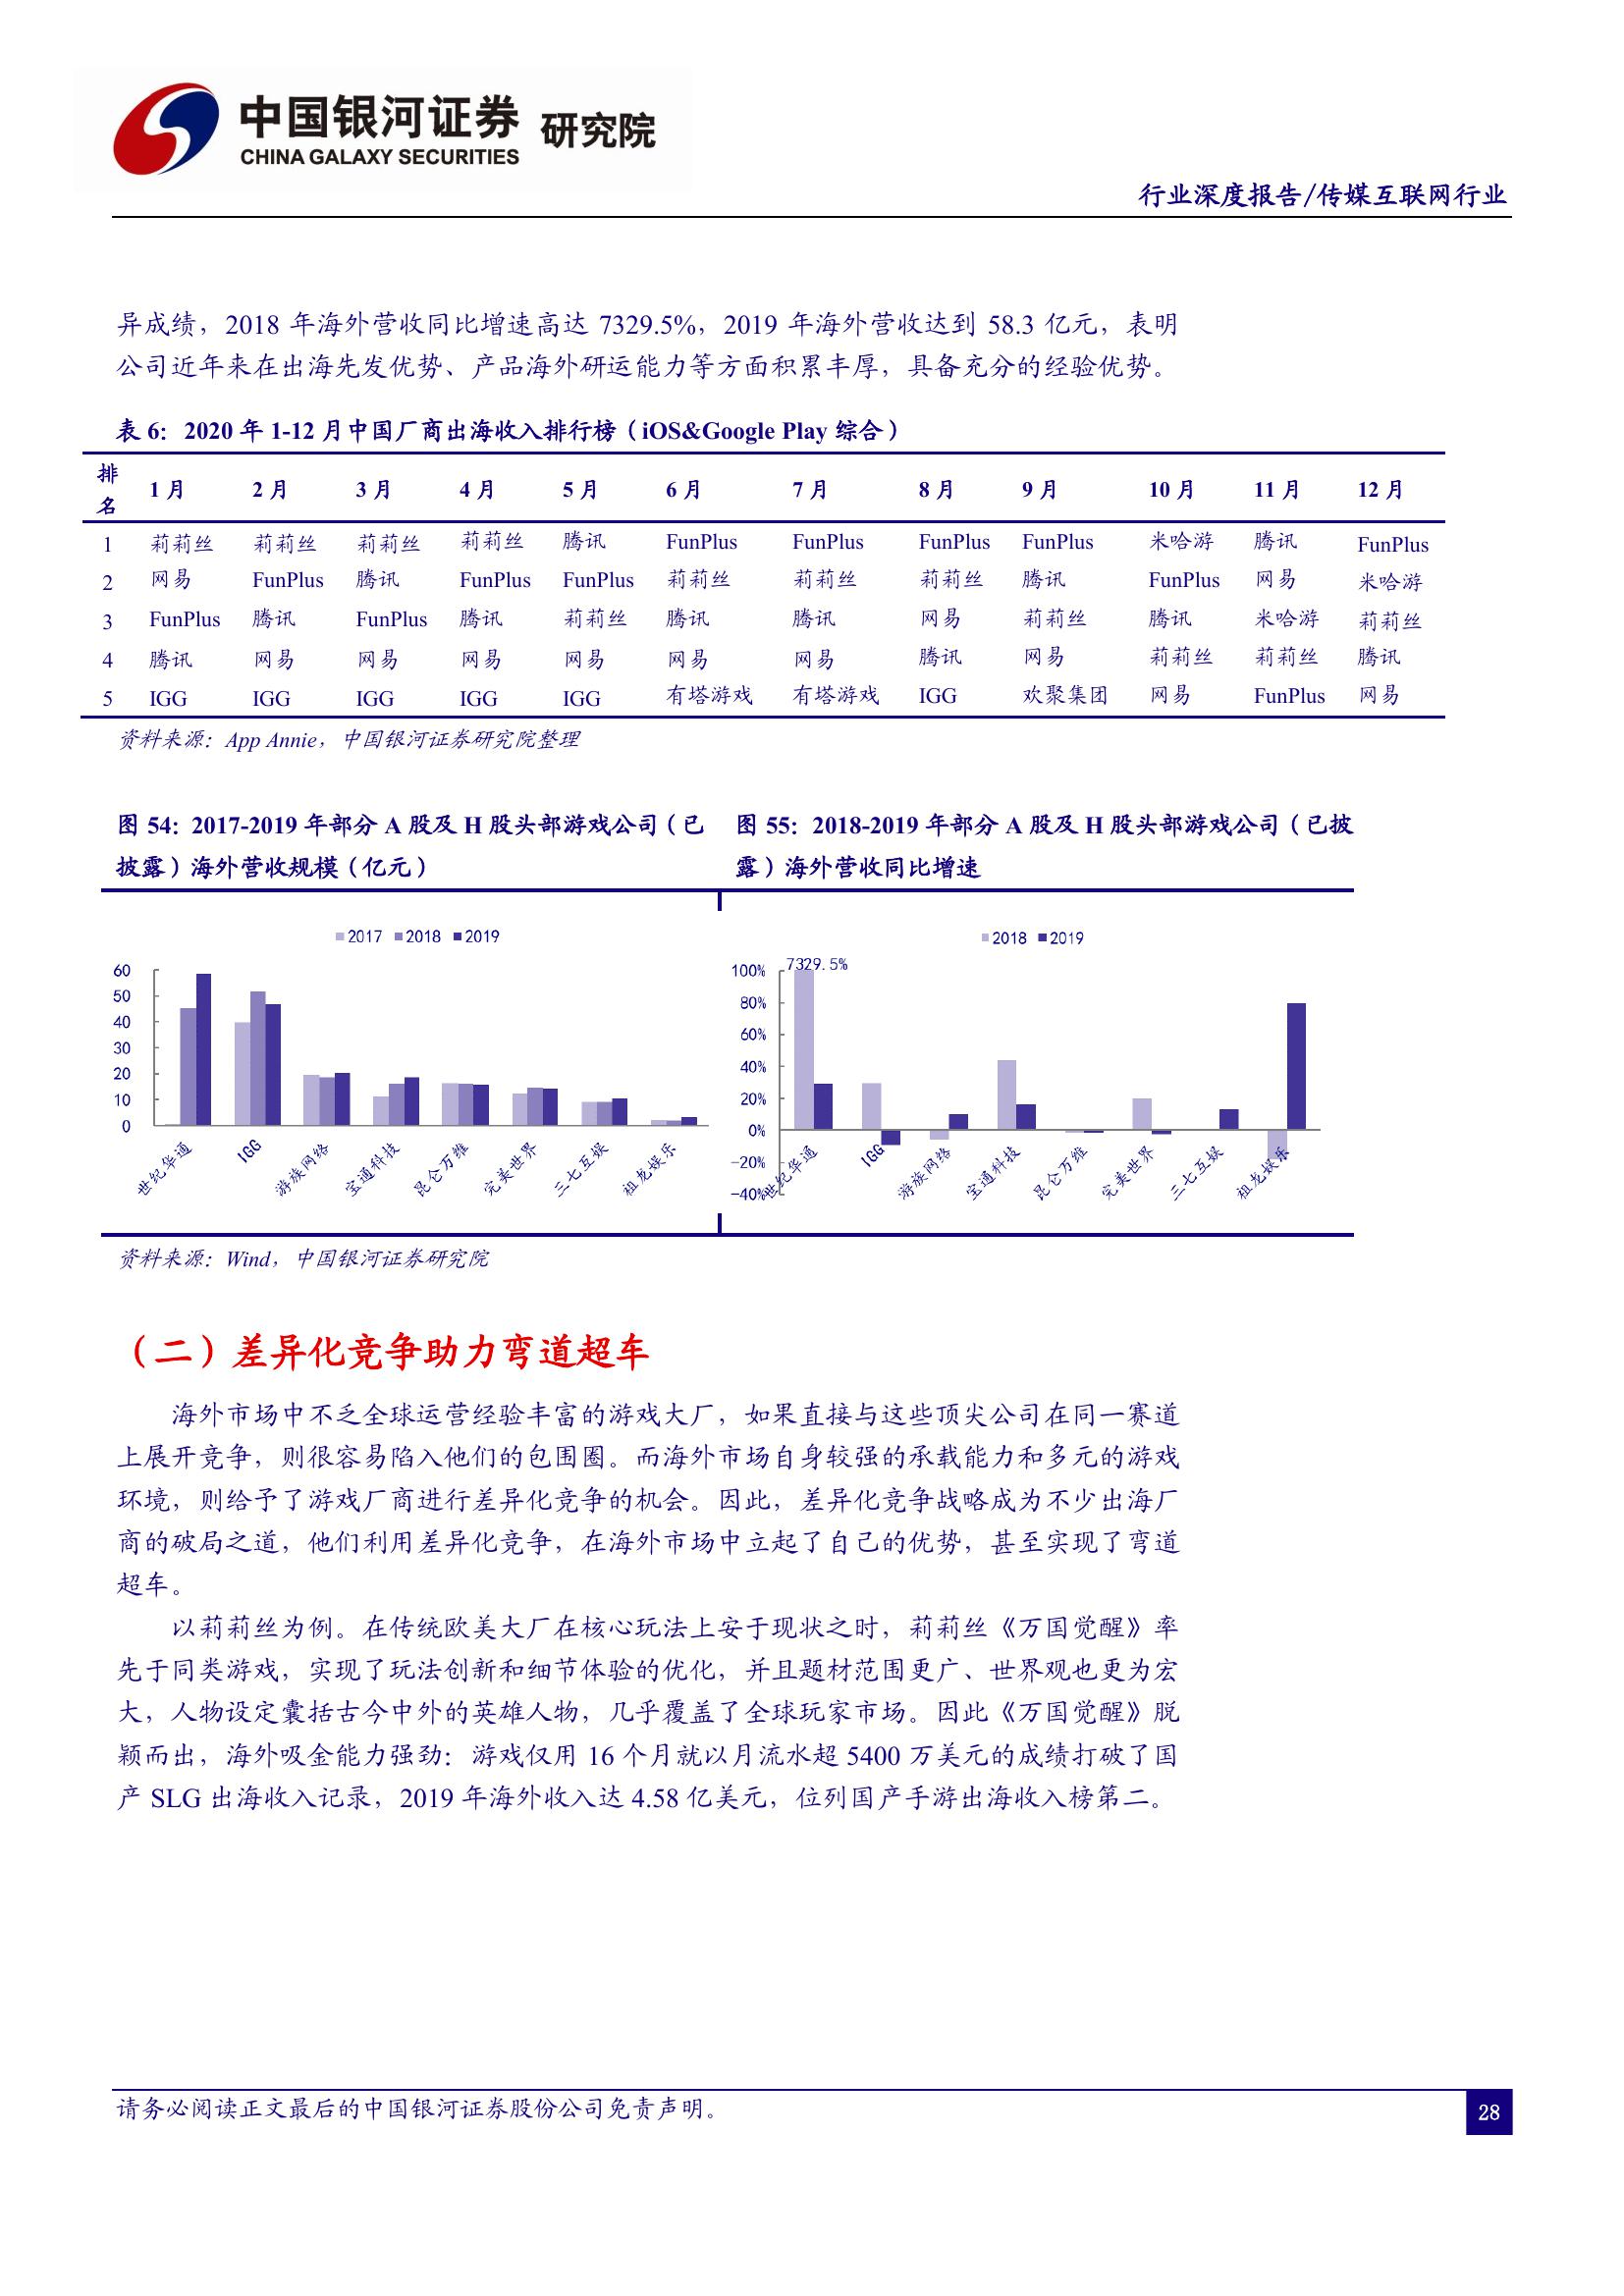 中国银河证券 研究院
CHINA GALAXY SECURITIES
行业深度报告/传媒互联网行业
异成绩，2018 年海外营收同比增速高达 7329.5%，2019 年海外营收达到 58.3 亿元，表明
公司近年来在出海先发优势、产品海外研运能力等方面积累丰厚，具备充分的经验优势。
表 6：2020 年 1-12 月中国厂商出海收入排行榜（iOS&Google Play 综合）
排名 1 月 2 月 3 月 4 月 5 月 6 月 7 月 8 月 9 月 10 月 11 月 12 月
1 莉莉丝 莉莉丝 莉莉丝 莉莉丝 腾讯 FunPlus FunPlus FunPlus FunPlus 米哈游 腾讯 FunPlus
2 网易 FunPlus 腾讯 FunPlus FunPlus 莉莉丝 莉莉丝 莉莉丝 腾讯 FunPlus 网易 米哈游
3 FunPlus 腾讯 FunPlus 腾讯 莉莉丝 腾讯 腾讯 网易 莉莉丝 腾讯 米哈游 莉莉丝
4 腾讯 网易 网易 网易 网易 网易 网易 腾讯 网易 莉莉丝 莉莉丝 腾讯
5 IGG IGG IGG IGG IGG 有塔游戏 有塔游戏 IGG 欢聚集团 网易 FunPlus 网易
资料来源：App Annie，中国银河证券研究院整理
图 54：2017-2019 年部分 A 股及 H 股头部游戏公司（已
披露）海外营收规模（亿元）
2017 2018 2019
60
50
40
30
20
10
0
世纪华通 IGG 游族网络 宝通科技 昆仑万维 完美世界 三七互娱 祖龙娱乐
图 55：2018-2019 年部分 A 股及 H 股头部游戏公司（已披
露）海外营收同比增速
2018 2019
7329.5%
100%
80%
60%
40%
20%
0%
-20%
-40%
世纪华通 IGG 游族网络 宝通科技 昆仑万维 完美世界 三七互娱 祖龙娱乐
资料来源：Wind，中国银河证券研究院
（二）差异化竞争助力弯道超车
海外市场中不乏全球运营经验丰富的游戏大厂，如果直接与这些顶尖公司在同一赛道
上展开竞争，则很容易陷入他们的包围圈。而海外市场自身较强的承载能力和多元的游戏
环境，则给予了游戏厂商进行差异化竞争的机会。因此，差异化竞争战略成为不少出海厂
商的破局之道，他们利用差异化竞争，在海外市场中立起了自己的优势，甚至实现了弯道
超车。
以莉莉丝为例。在传统欧美大厂在核心玩法上安于现状之时，莉莉丝《万国觉醒》率
先于同类游戏，实现了玩法创新和细节体验的优化，并且题材范围更广、世界观也更为宏
大，人物设定囊括古今中外的英雄人物，几乎覆盖了全球玩家市场。因此《万国觉醒》脱
颖而出，海外吸金能力强劲：游戏仅用 16 个月就以月流水超 5400 万美元的成绩打破了国
产 SLG 出海收入记录，2019 年海外收入达 4.58 亿美元，位列国产手游出海收入榜第二。
请务必阅读正文最后的中国银河证券股份公司免责声明。
28